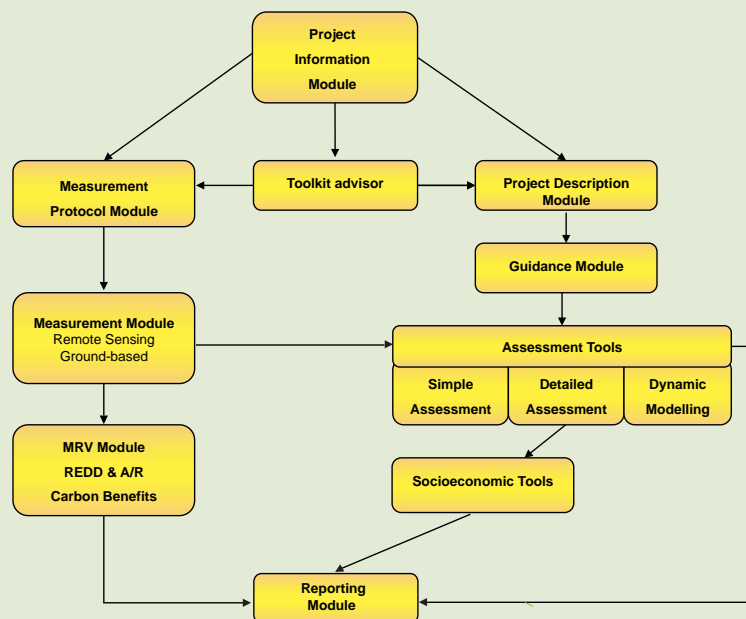 Project
Information
Module
Measurement
Protocol Module
Toolkit advisor
Project Description
Module
Guidance Module
Measurement Module
Remote Sensing
Ground-based
Assessment Tools
Simple
Assessment
Detailed
Assessment
Dynamic
Modelling
MRV Module
REDD & A/R
Carbon Benefits
Socioeconomic Tools
Reporting
Module